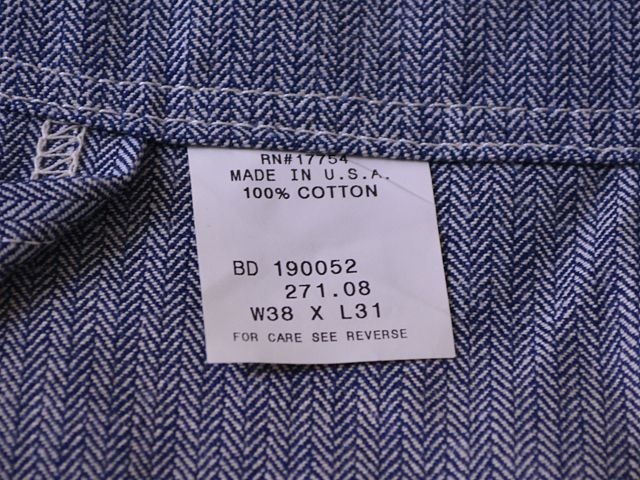 RN#17754
MADE IN U.S.A.
100% COTTON
BD 190052
271.08
W38 X L31
FOR CARE SEE REVERSE